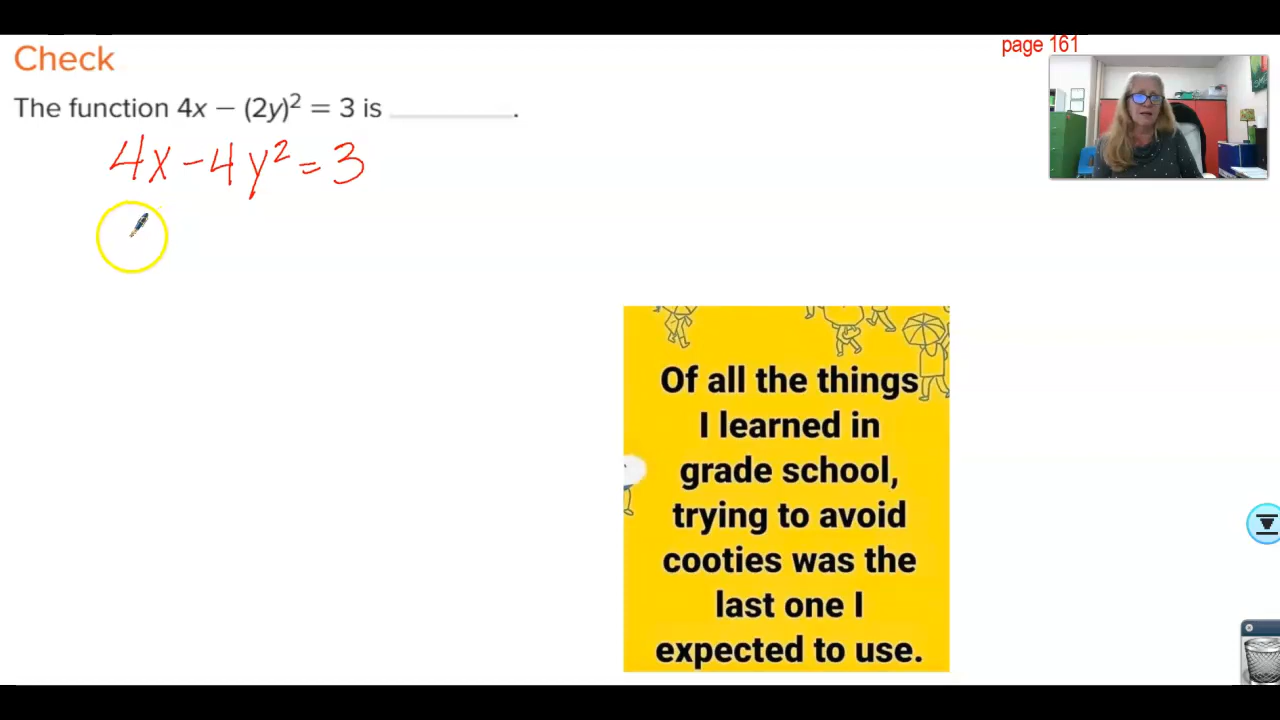 page 161
Check
The function 4x − (2y)² = 3 is __________.
4x − 4y² = 3
Of all the things
I learned in
grade school,
trying to avoid
cooties was the
last one I
expected to use.